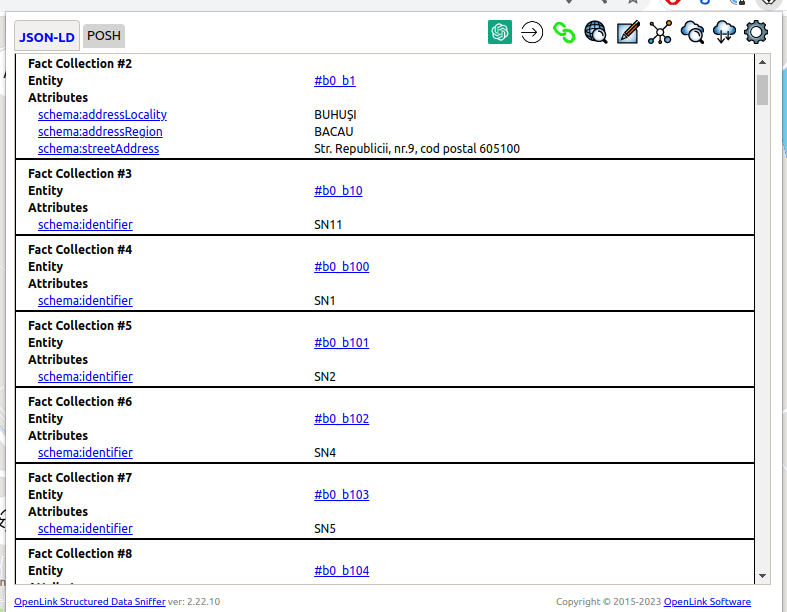 JSON-LD POSH
Fact Collection #2
Entity #b0_b1
Attributes
schema:addressLocality BUHUȘI
schema:addressRegion BACAU
schema:streetAddress Str. Republicii, nr.9, cod postal 605100
Fact Collection #3
Entity #b0_b10
Attributes
schema:identifier SN11
Fact Collection #4
Entity #b0_b100
Attributes
schema:identifier SN1
Fact Collection #5
Entity #b0_b101
Attributes
schema:identifier SN2
Fact Collection #6
Entity #b0_b102
Attributes
schema:identifier SN4
Fact Collection #7
Entity #b0_b103
Attributes
schema:identifier SN5
Fact Collection #8
Entity #b0_b104
OpenLink Structured Data Sniffer ver: 2.22.10 Copyright © 2015-2023 OpenLink Software